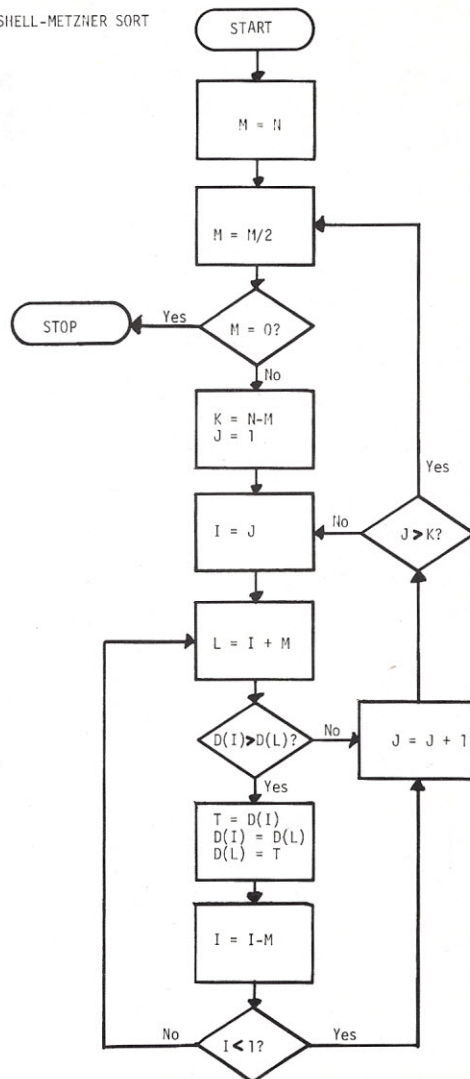 SHELL-METZNER SORT
START
M = N
M = M/2
M = 0?
Yes
STOP
No
K = N-M
J = 1
I = J
No
J>K?
Yes
L = I + M
D(I)>D(L)?
No
J = J + 1
Yes
T = D(I)
D(I) = D(L)
D(L) = T
I = I-M
I<1?
No
Yes